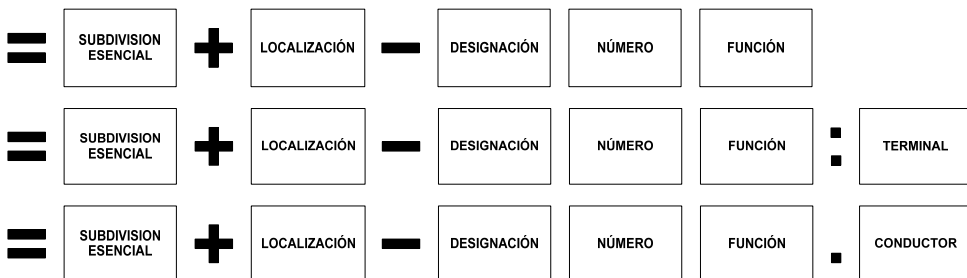 = SUBDIVISION ESENCIAL + LOCALIZACIÓN - DESIGNACIÓN NÚMERO FUNCIÓN
= SUBDIVISION ESENCIAL + LOCALIZACIÓN - DESIGNACIÓN NÚMERO FUNCIÓN : TERMINAL
= SUBDIVISION ESENCIAL + LOCALIZACIÓN - DESIGNACIÓN NÚMERO FUNCIÓN . CONDUCTOR